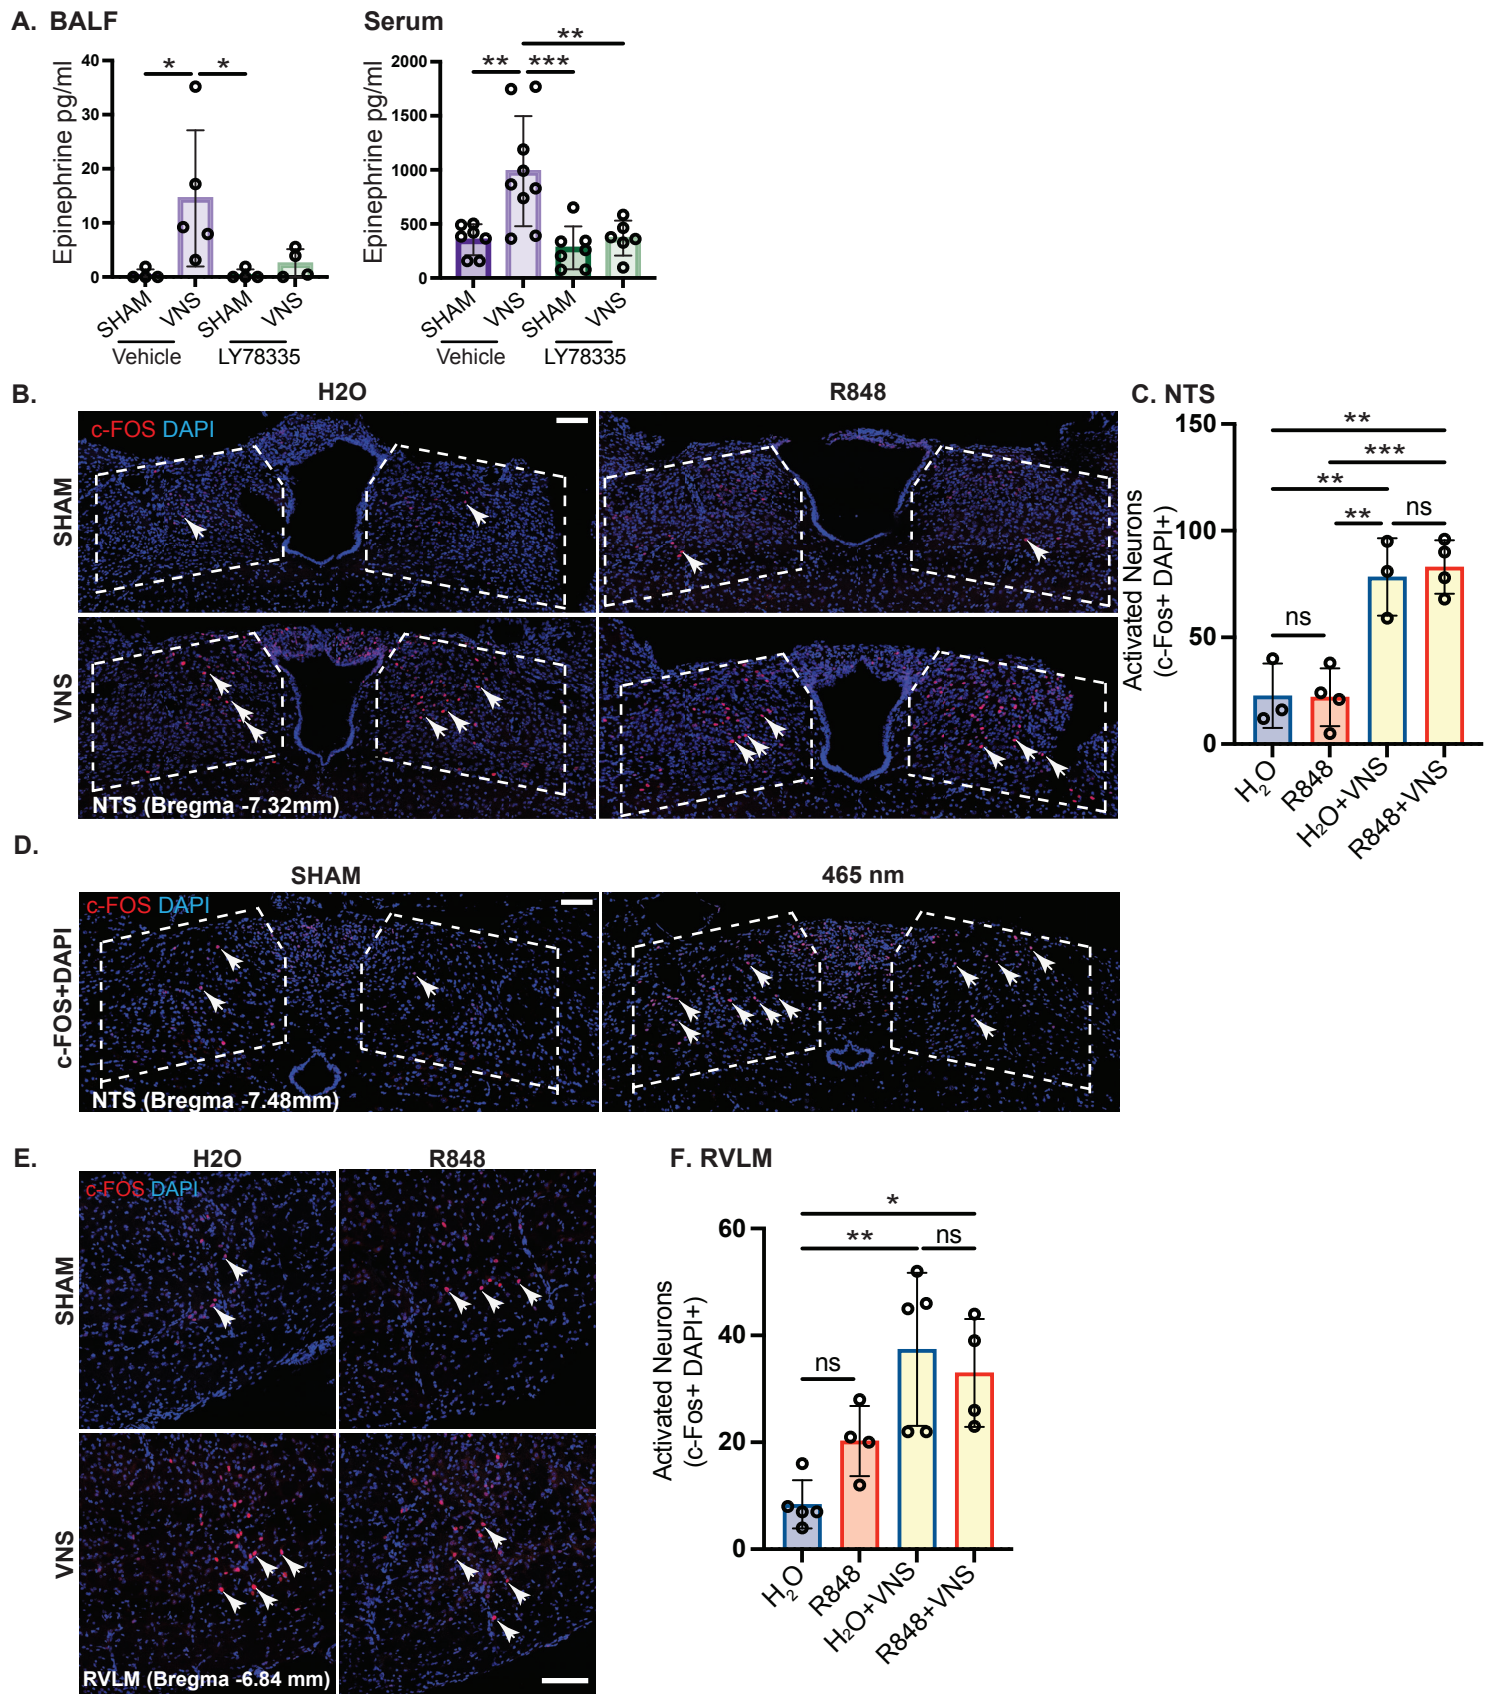 A. BALF
Serum
Epinephrine pg/ml
40
30
20
10
0
* *
SHAM
VNS
SHAM
VNS
Vehicle
LY78335
Epinephrine pg/ml
2000
1500
1000
500
0
**
** ***
SHAM
VNS
SHAM
VNS
Vehicle
LY78335
B.
H2O
R848
c-FOS DAPI
SHAM
VNS
NTS (Bregma -7.32mm)
C. NTS
Activated Neurons
(c-Fos+ DAPI+)
150
100
50
0
**
***
**
** ns
ns
H₂O
R848
H₂O+VNS
R848+VNS
D.
SHAM
465 nm
c-FOS DAPI
c-FOS+DAPI
NTS (Bregma -7.48mm)
E.
H2O
R848
c-FOS DAPI
SHAM
VNS
RVLM (Bregma -6.84 mm)
F. RVLM
Activated Neurons
(c-Fos+ DAPI+)
60
40
20
0
*
** ns
ns
H₂O
R848
H₂O+VNS
R848+VNS